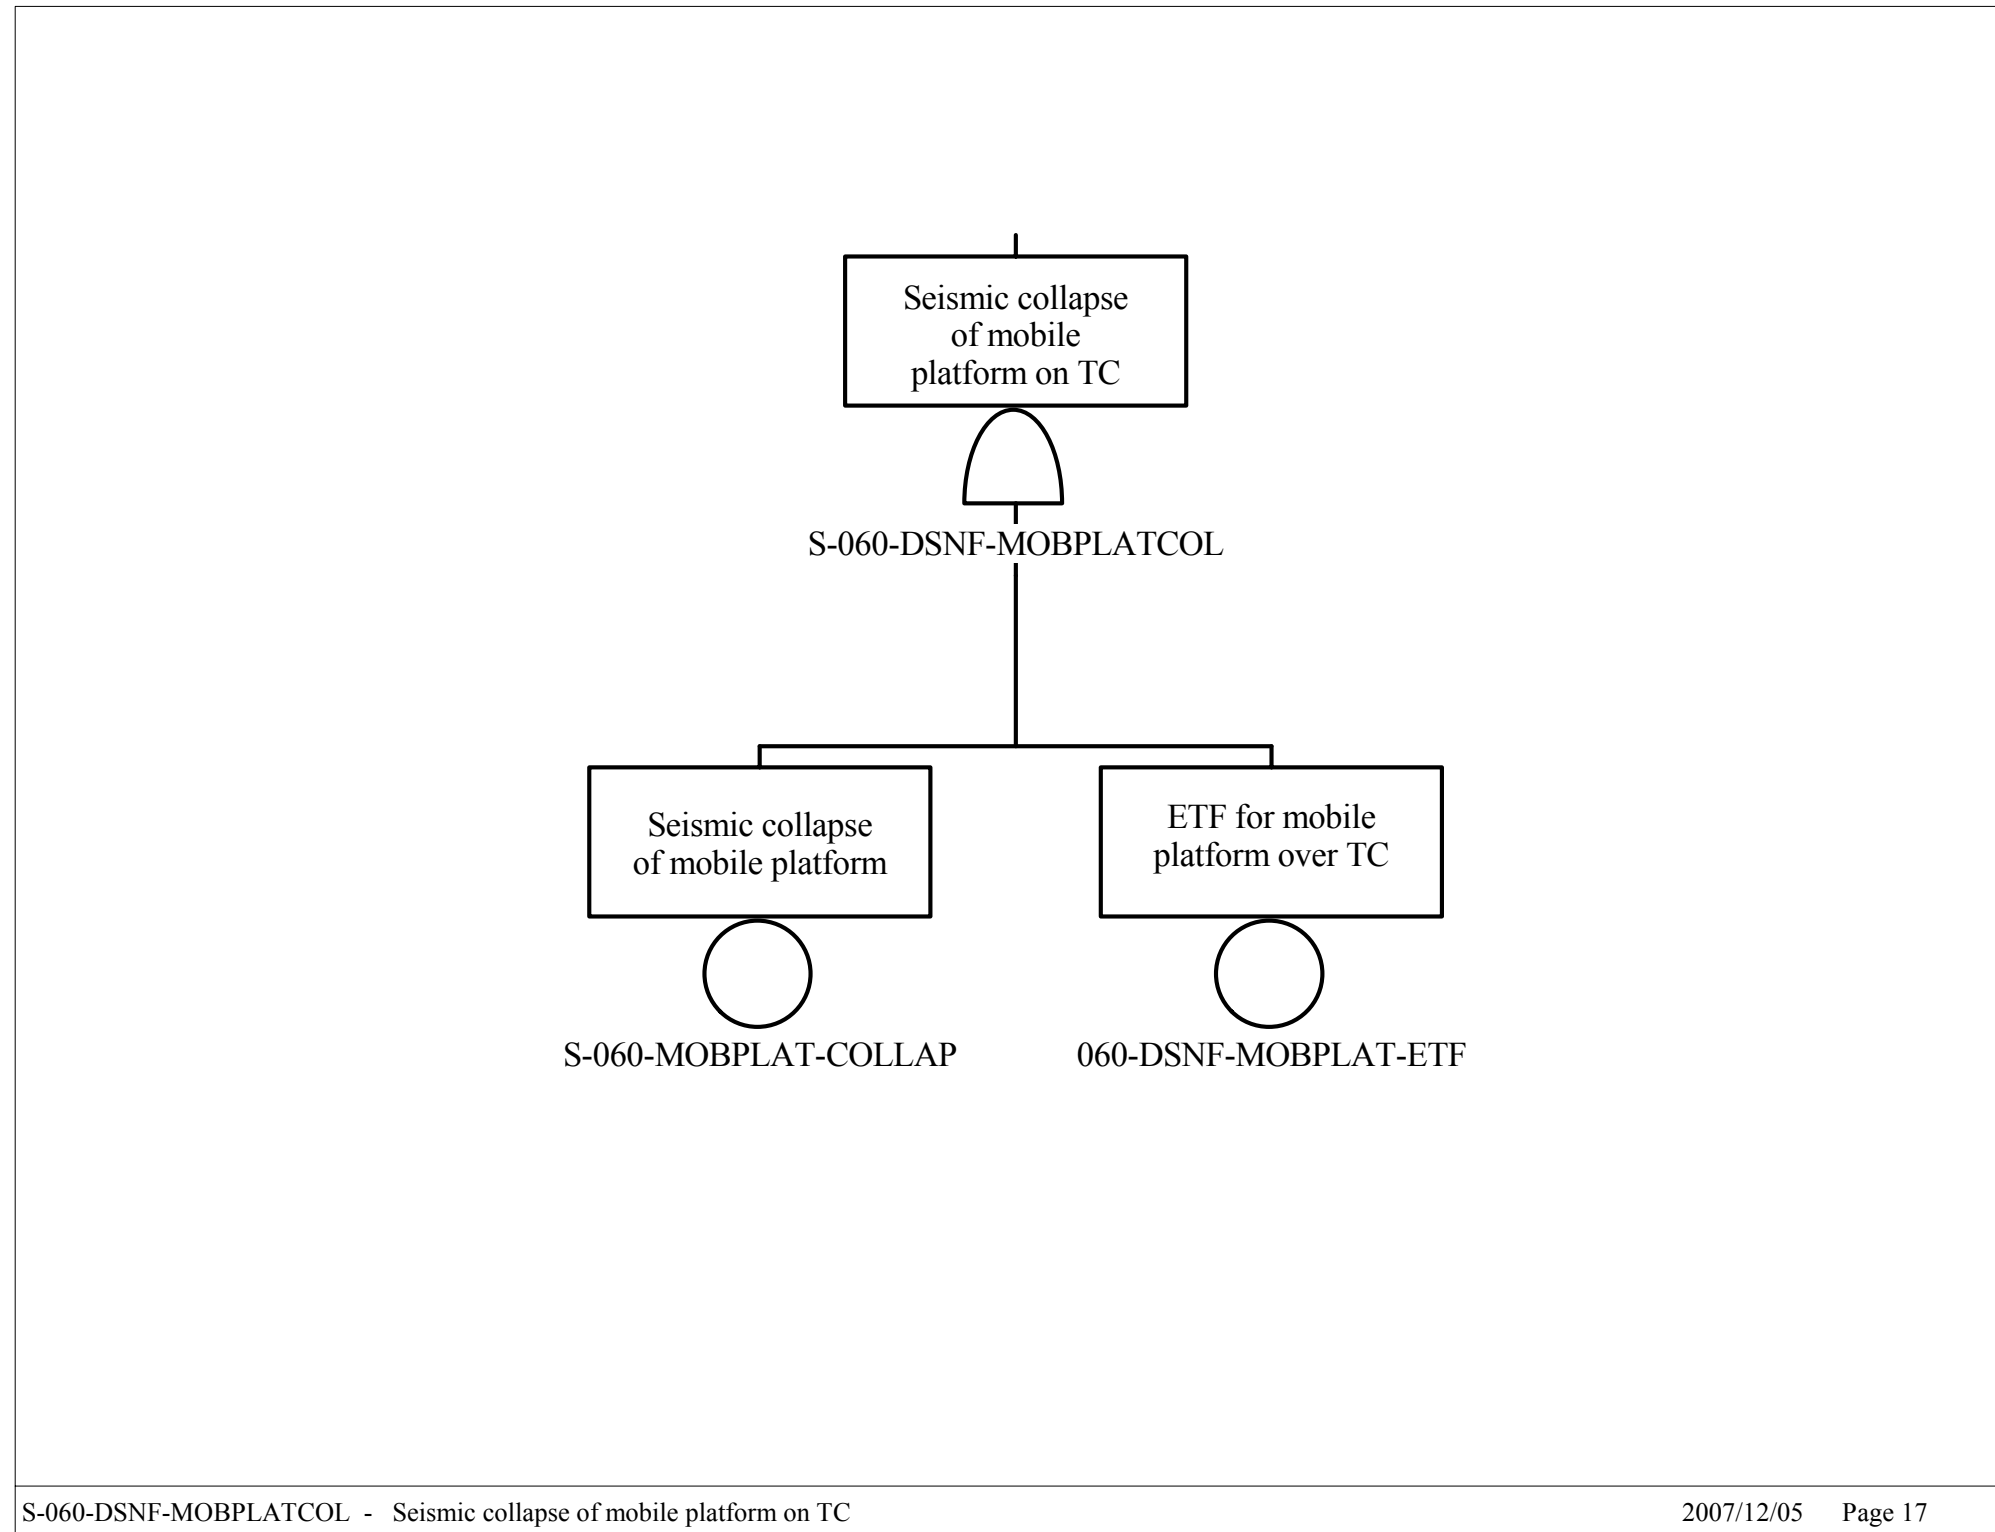 Seismic collapse
of mobile
platform on TC
S-060-DSNF-MOBPLATCOL
Seismic collapse
of mobile platform
S-060-MOBPLAT-COLLAP
ETF for mobile
platform over TC
060-DSNF-MOBPLAT-ETF
S-060-DSNF-MOBPLATCOL - Seismic collapse of mobile platform on TC
2007/12/05 Page 17